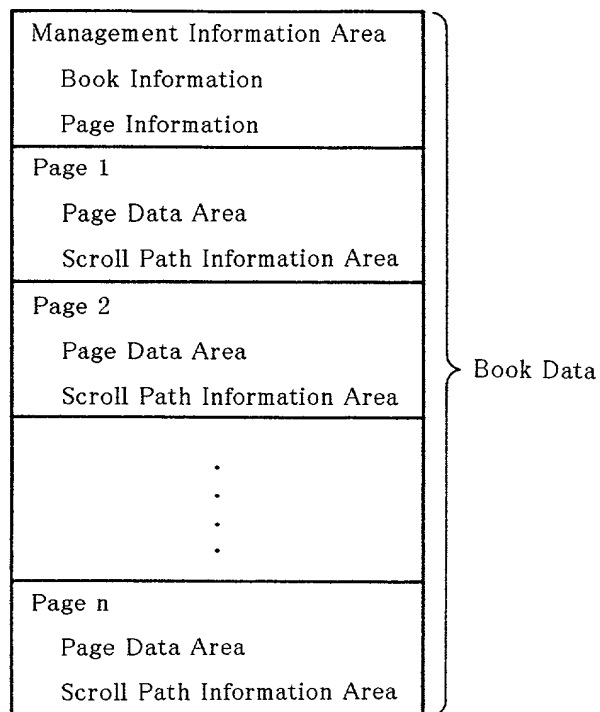 Management Information Area
Book Information
Page Information
Page 1
Page Data Area
Scroll Path Information Area
Page 2
Page Data Area
Scroll Path Information Area
Book Data
Page n
Page Data Area
Scroll Path Information Area